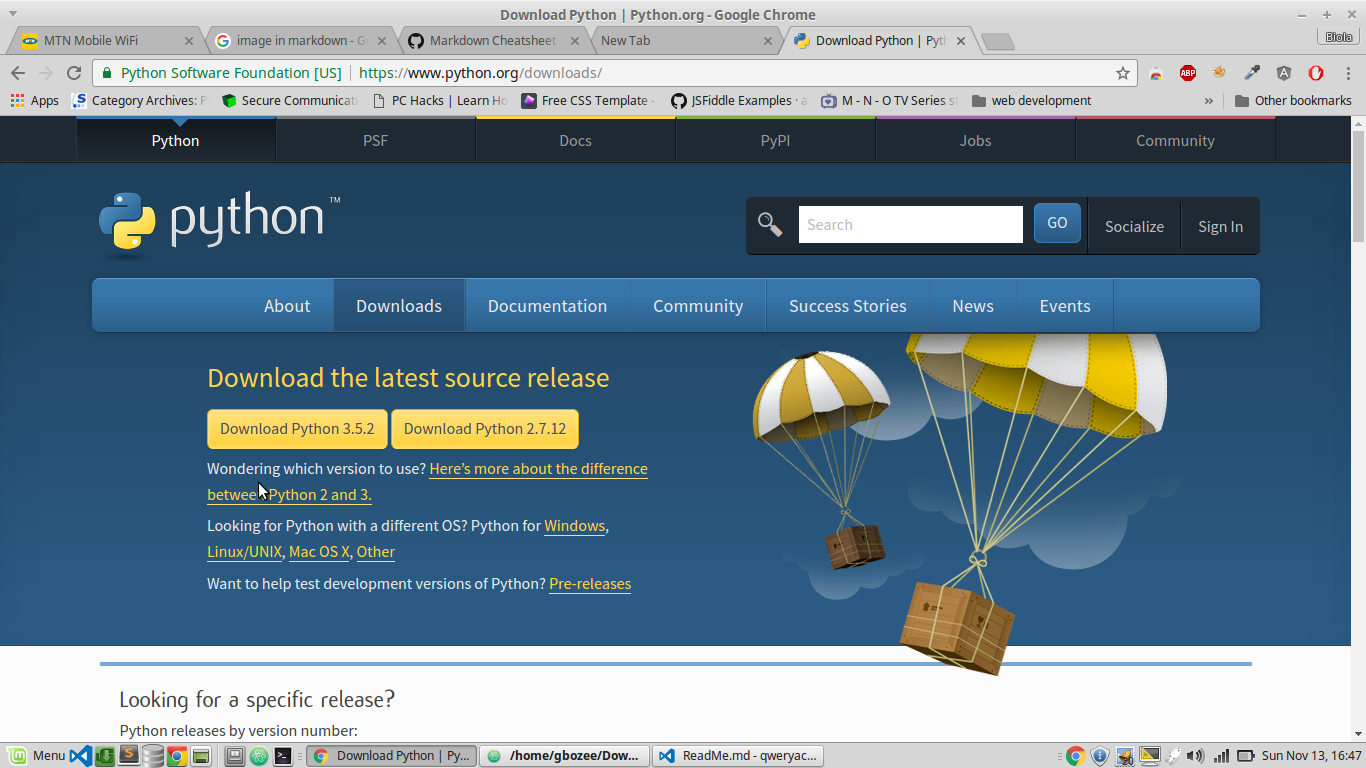 Download Python | Python.org - Google Chrome
MTN Mobile WiFi
image in markdown - G
Markdown Cheatsheet
New Tab
Download Python | Pyth
Biola
Python Software Foundation [US]
https://www.python.org/downloads/
ABP
Apps
Category Archives: P
Secure Communicati
PC Hacks | Learn Ho
Free CSS Template -
JSFiddle Examples · a
M - N - O TV Series st
web development
»
Other bookmarks
Python
PSF
Docs
PyPI
Jobs
Community
python™
Search
GO
Socialize
Sign In
About
Downloads
Documentation
Community
Success Stories
News
Events
Download the latest source release
Download Python 3.5.2
Download Python 2.7.12
Wondering which version to use? Here's more about the difference
between Python 2 and 3.
Looking for Python with a different OS? Python for Windows,
Linux/UNIX, Mac OS X, Other
Want to help test development versions of Python? Pre-releases
Looking for a specific release?
Python releases by version number:
Menu
Download Python | Py...
/home/gbozee/Dow...
ReadMe.md - qweryac...
Sun Nov 13, 16:47